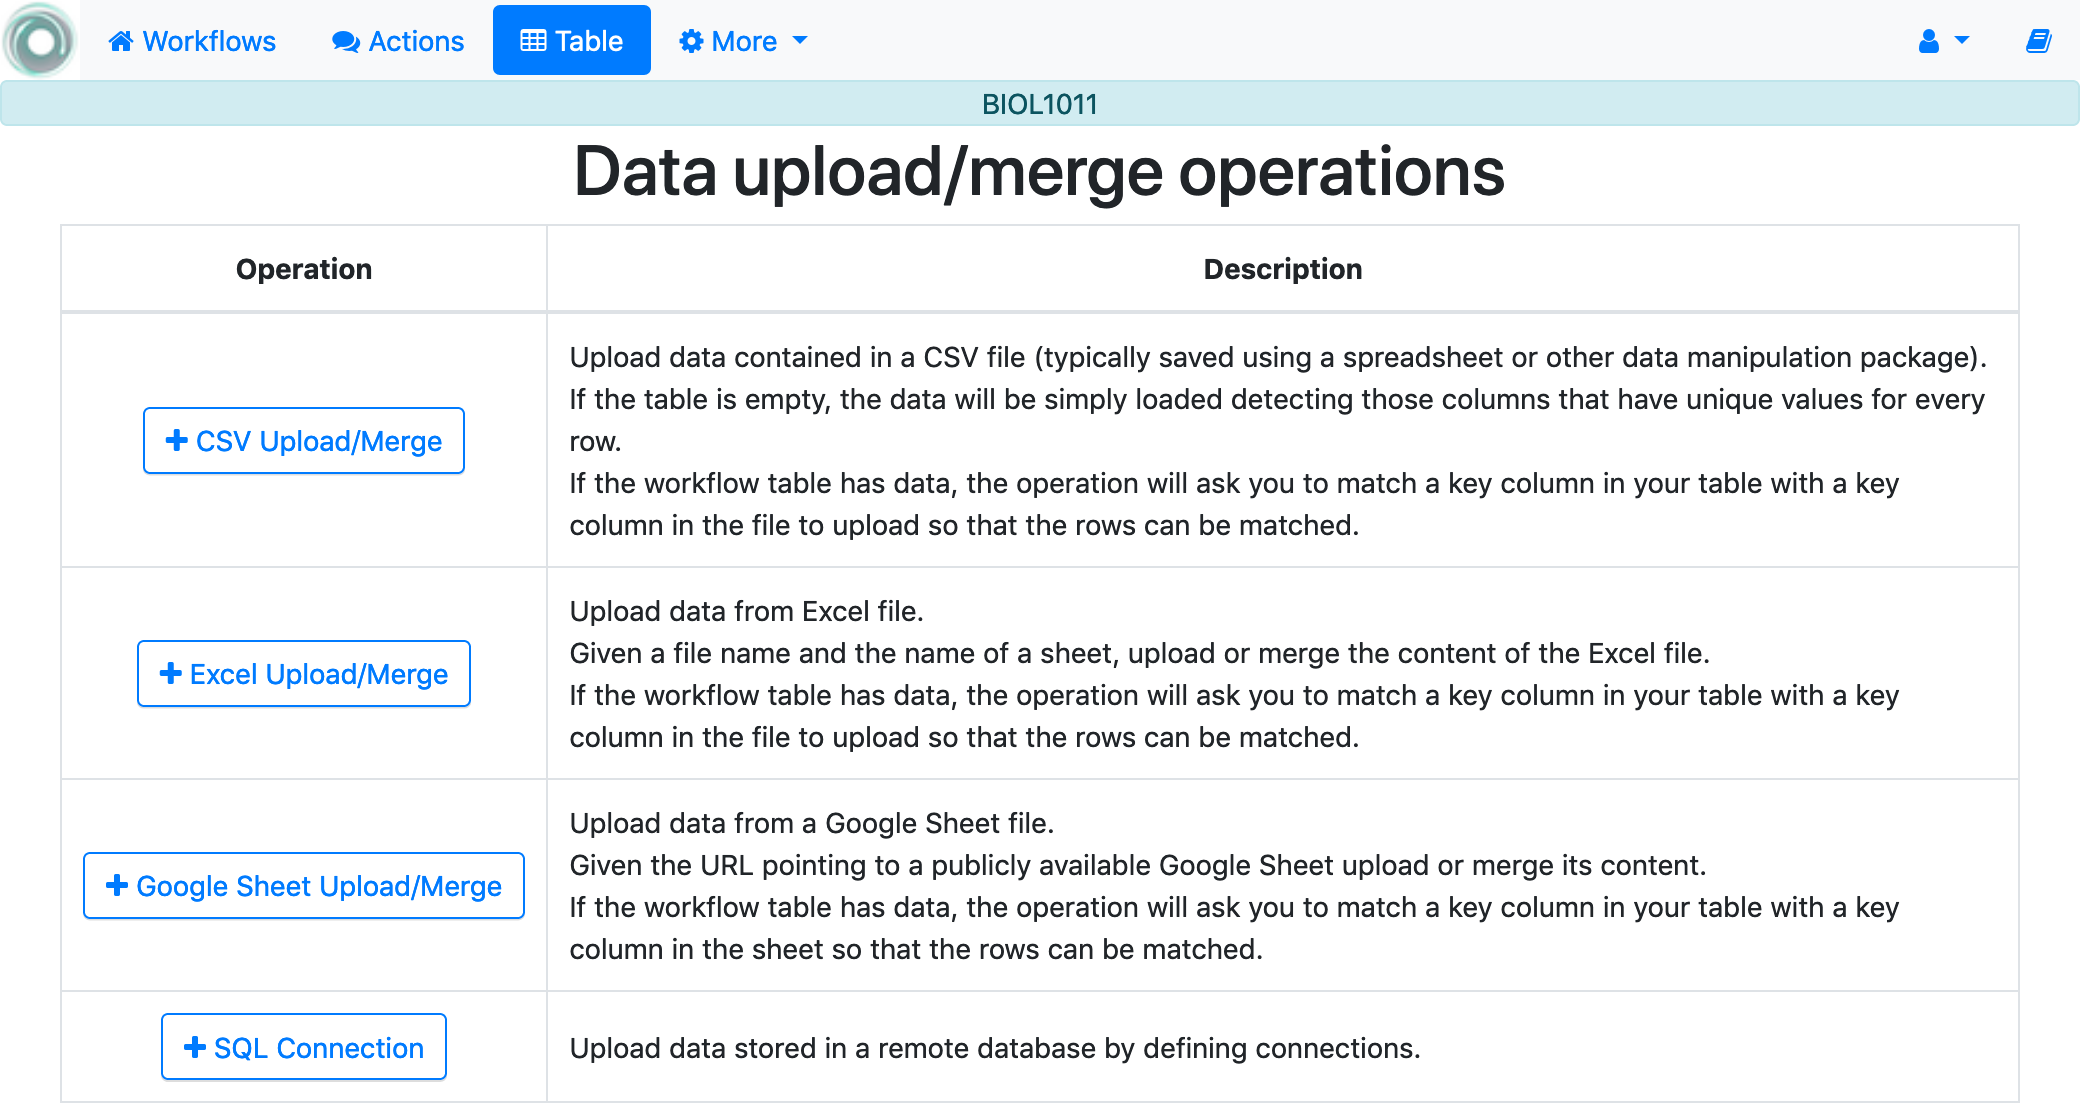 Workflows Actions Table More
BIOL1011
Data upload/merge operations
Operation Description
CSV Upload/Merge
Upload data contained in a CSV file (typically saved using a spreadsheet or other data manipulation package).
If the table is empty, the data will be simply loaded detecting those columns that have unique values for every
row.
If the workflow table has data, the operation will ask you to match a key column in your table with a key
column in the file to upload so that the rows can be matched.
Excel Upload/Merge
Upload data from Excel file.
Given a file name and the name of a sheet, upload or merge the content of the Excel file.
If the workflow table has data, the operation will ask you to match a key column in your table with a key
column in the file to upload so that the rows can be matched.
Google Sheet Upload/Merge
Upload data from a Google Sheet file.
Given the URL pointing to a publicly available Google Sheet upload or merge its content.
If the workflow table has data, the operation will ask you to match a key column in your table with a key
column in the sheet so that the rows can be matched.
SQL Connection
Upload data stored in a remote database by defining connections.